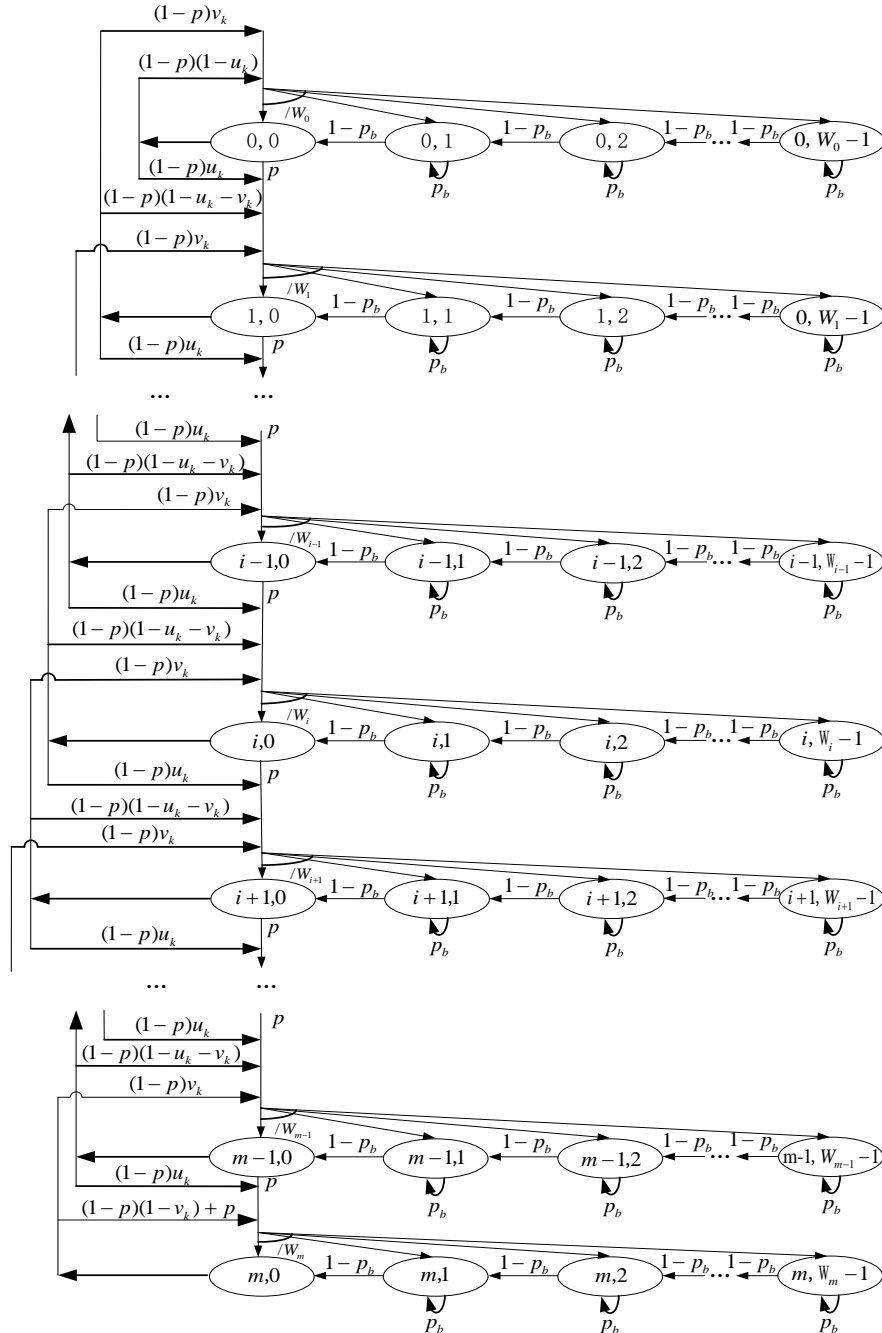 (1−p)v_k
(1−p)(1−u_k)
/W_0
0, 0 1−p_b 0, 1 1−p_b 0, 2 1−p_b ... 1−p_b 0, W_0−1
(1−p)u_k p p_b p_b p_b
(1−p)(1−u_k−v_k)
(1−p)v_k
/W_1
1, 0 1−p_b 1, 1 1−p_b 1, 2 1−p_b ... 1−p_b 0, W_1−1
(1−p)u_k p p_b p_b p_b
... ...
(1−p)u_k p
(1−p)(1−u_k−v_k)
(1−p)v_k
/W_{i−1}
i−1,0 1−p_b i−1,1 1−p_b i−1,2 1−p_b ... 1−p_b i−1, W_{i−1}−1
(1−p)u_k p p_b p_b p_b
(1−p)(1−u_k−v_k)
(1−p)v_k
/W_i
i,0 1−p_b i,1 1−p_b i,2 1−p_b ... 1−p_b i, W_i−1
(1−p)u_k p p_b p_b p_b
(1−p)(1−u_k−v_k)
(1−p)v_k
/W_{i+1}
i+1,0 1−p_b i+1,1 1−p_b i+1,2 1−p_b ... 1−p_b i+1, W_{i+1}−1
(1−p)u_k p p_b p_b p_b
... ...
(1−p)u_k p
(1−p)(1−u_k−v_k)
(1−p)v_k
/W_{m−1}
m−1,0 1−p_b m−1,1 1−p_b m−1,2 1−p_b ... 1−p_b m-1, W_{m−1}−1
(1−p)u_k p p_b p_b p_b
(1−p)(1−v_k)+p
/W_m
m,0 1−p_b m,1 1−p_b m,2 1−p_b ... 1−p_b m, W_m−1
p_b p_b p_b